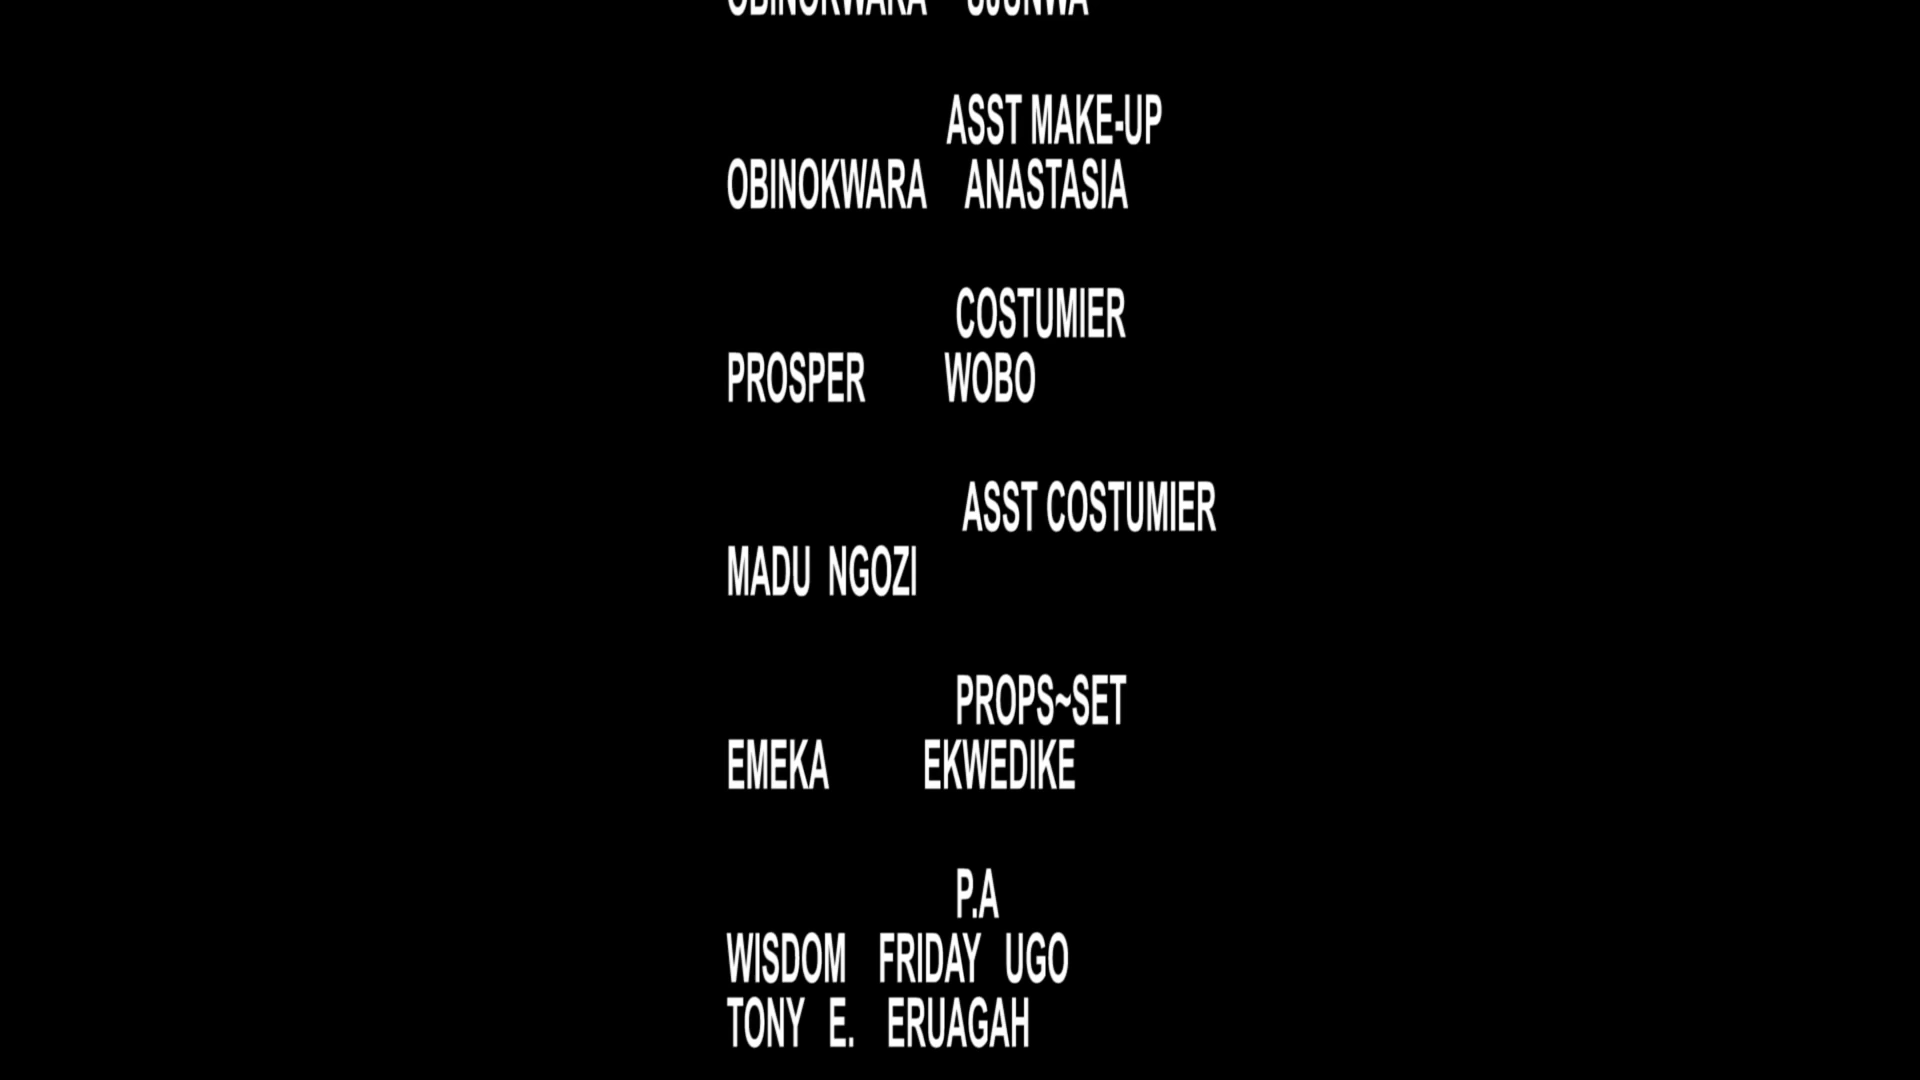 OBINOKWARA
ASST MAKE-UP
OBINOKWARA ANASTASIA
COSTUMIER
PROSPER WOBO
ASST COSTUMIER
MADU NGOZI
PROPS~SET
EMEKA EKWEDIKE
P.A
WISDOM FRIDAY UGO
TONY E. ERUAGAH